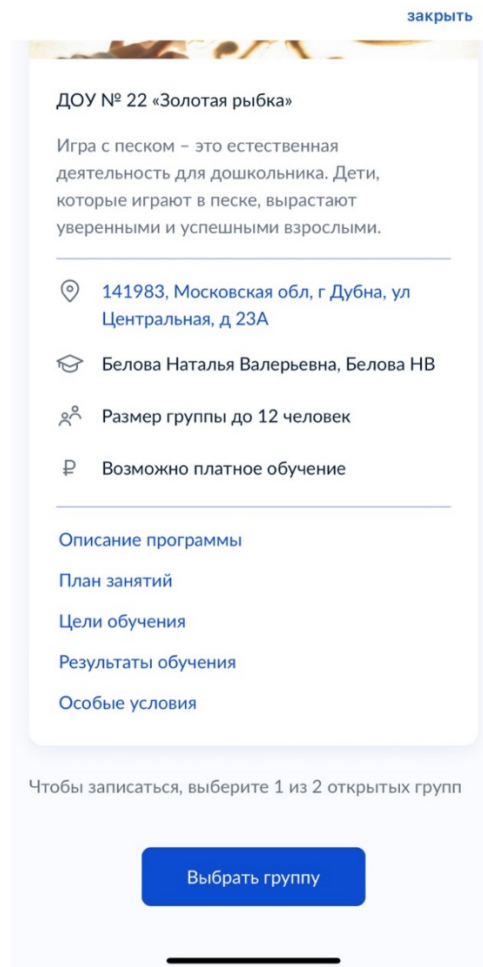 закрыть
ДОУ № 22 «Золотая рыбка»
Игра с песком – это естественная
деятельность для дошкольника. Дети,
которые играют в песке, вырастают
уверенными и успешными взрослыми.
141983, Московская обл, г Дубна, ул
Центральная, д 23А
Белова Наталья Валерьевна, Белова НВ
Размер группы до 12 человек
₽ Возможно платное обучение
Описание программы
План занятий
Цели обучения
Результаты обучения
Особые условия
Чтобы записаться, выберите 1 из 2 открытых групп
Выбрать группу